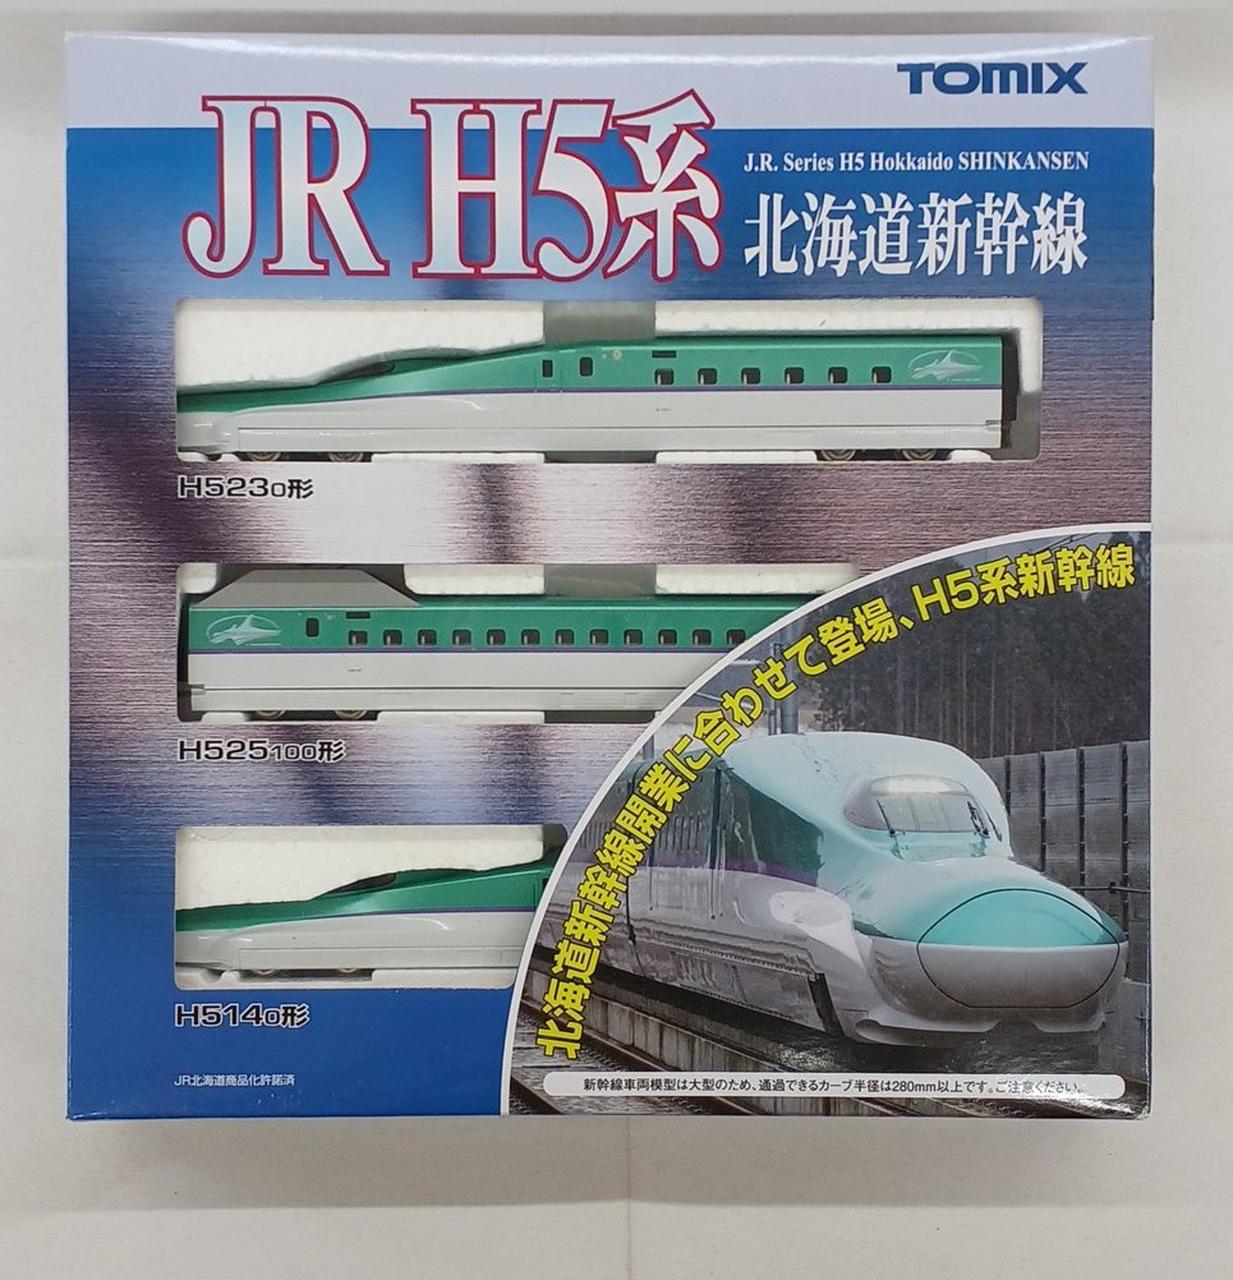 TOMIX
JR H5系
J.R. Series H5 Hokkaido SHINKANSEN
北海道新幹線
H5230形
北海道新幹線開業に合わせて登場、H5系新幹線
H525100形
H5140形
JR北海道商品化許諾済
新幹線車両模型は大型のため、通過できるカーブ半径は280mm以上です。ご注意ください。